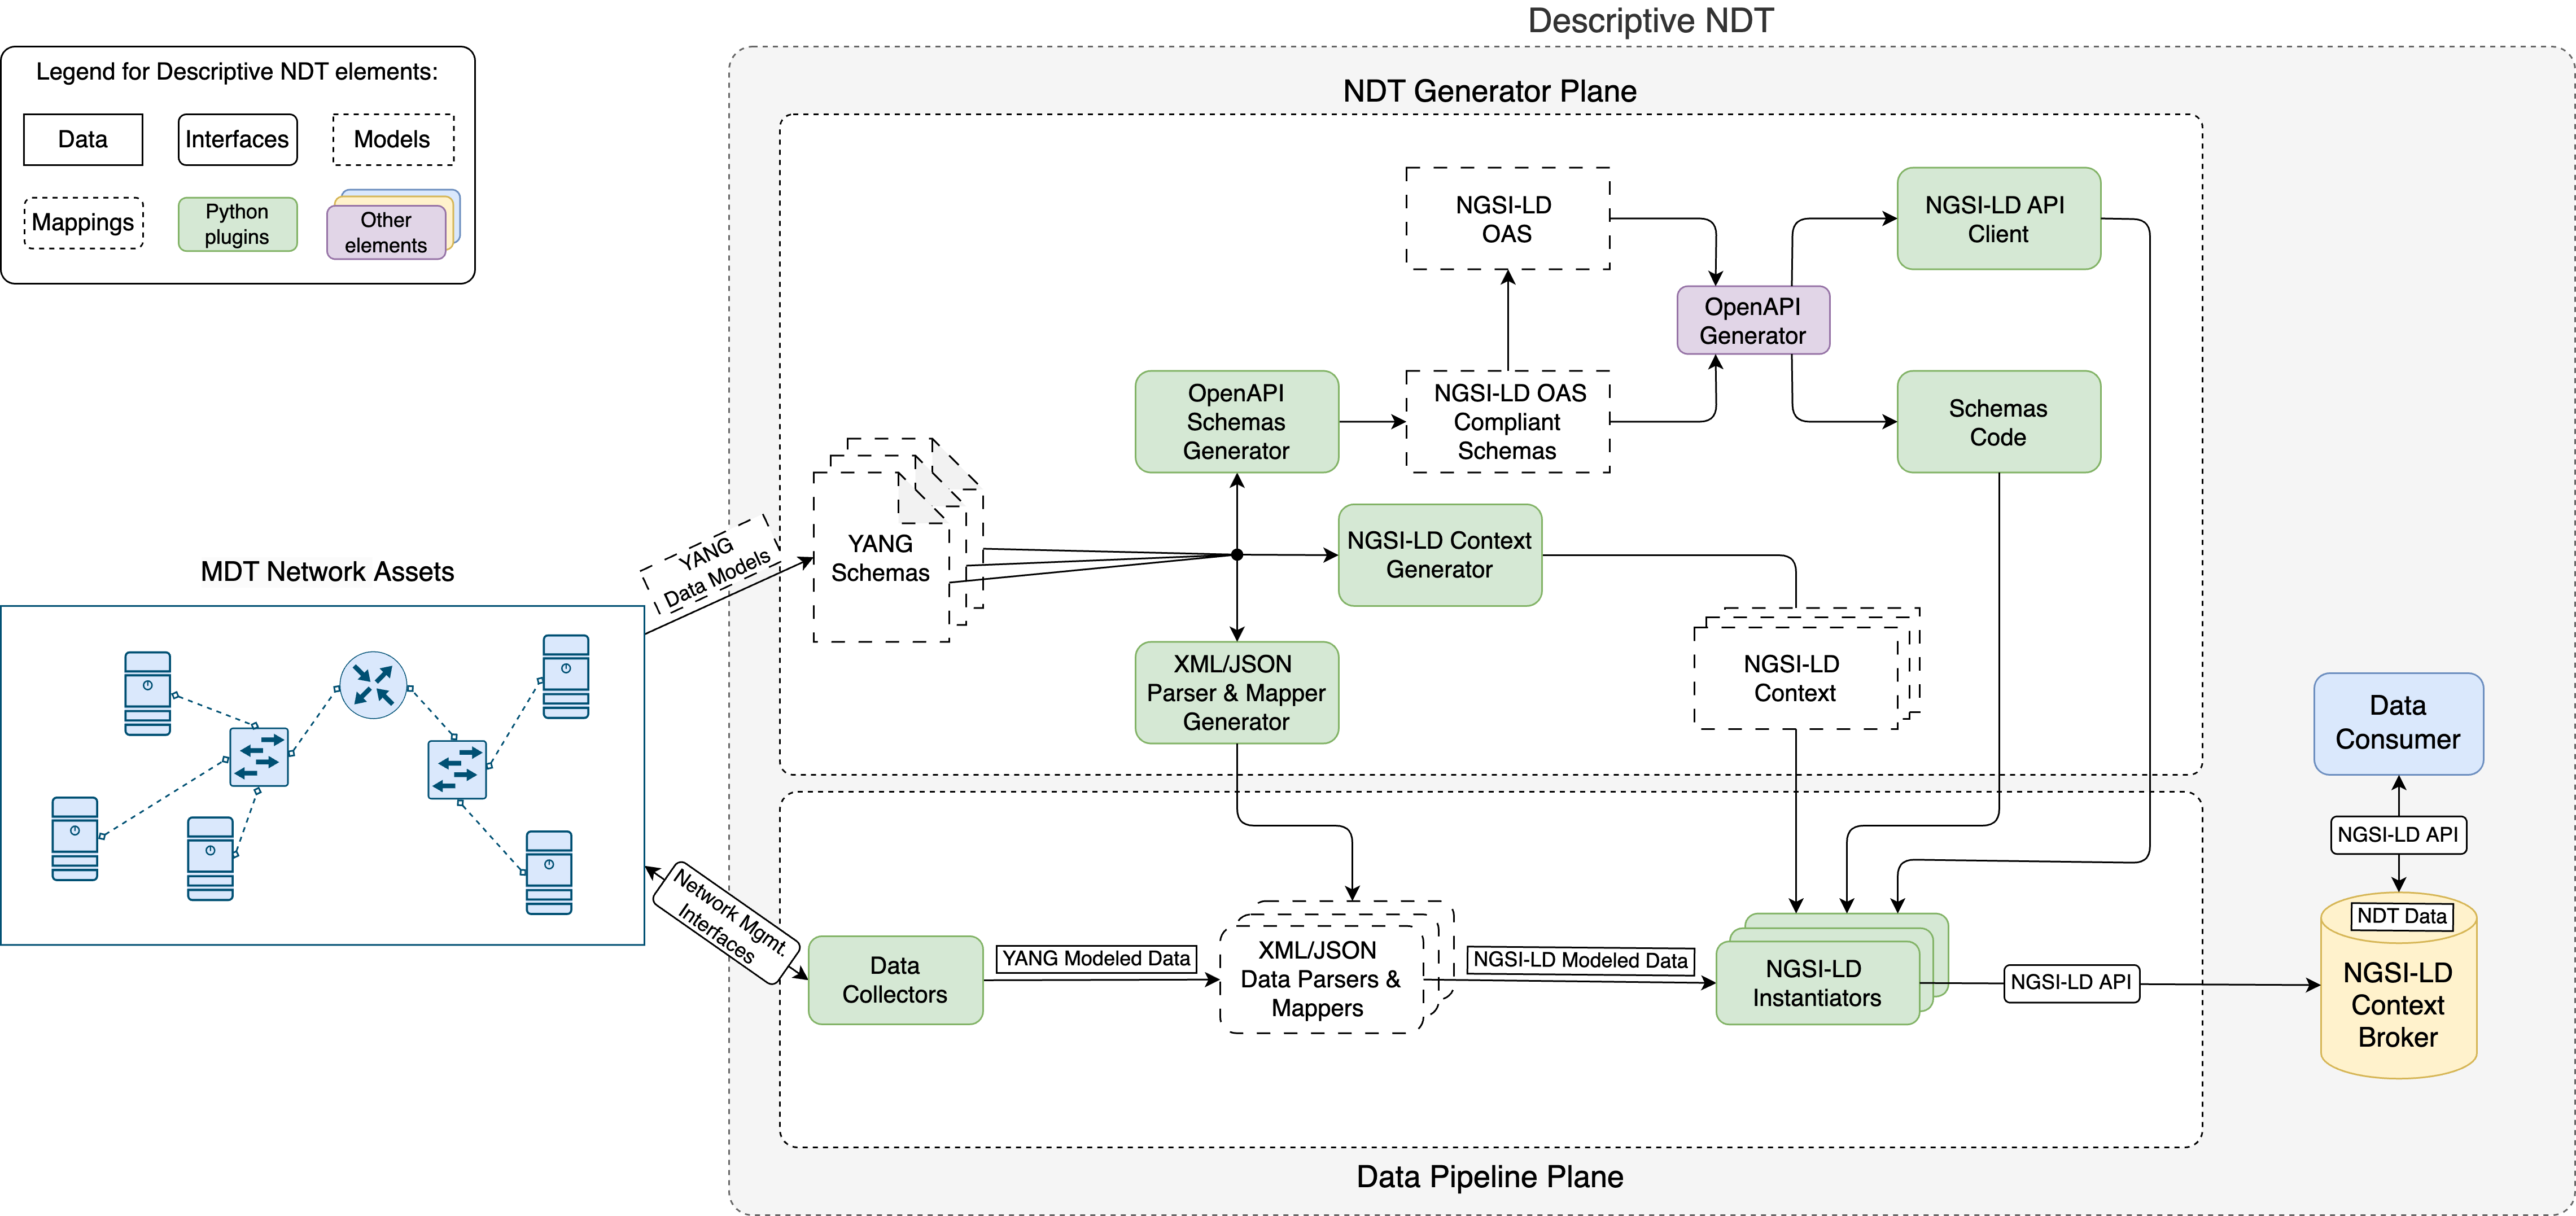 Descriptive NDT
Legend for Descriptive NDT elements:
Data
Interfaces
Models
Mappings
Python
plugins
Other
elements
NDT Generator Plane
NGSI-LD
OAS
NGSI-LD API
Client
OpenAPI
Generator
OpenAPI
Schemas
Generator
NGSI-LD OAS
Compliant
Schemas
Schemas
Code
YANG
Data Models
YANG
Schemas
NGSI-LD Context
Generator
MDT Network Assets
XML/JSON
Parser & Mapper
Generator
NGSI-LD
Context
Data
Consumer
NGSI-LD API
Network Mgmt.
Interfaces
Data
Collectors
YANG Modeled Data
XML/JSON
Data Parsers &
Mappers
NGSI-LD Modeled Data
NGSI-LD
Instantiators
NGSI-LD API
NDT Data
NGSI-LD
Context
Broker
Data Pipeline Plane